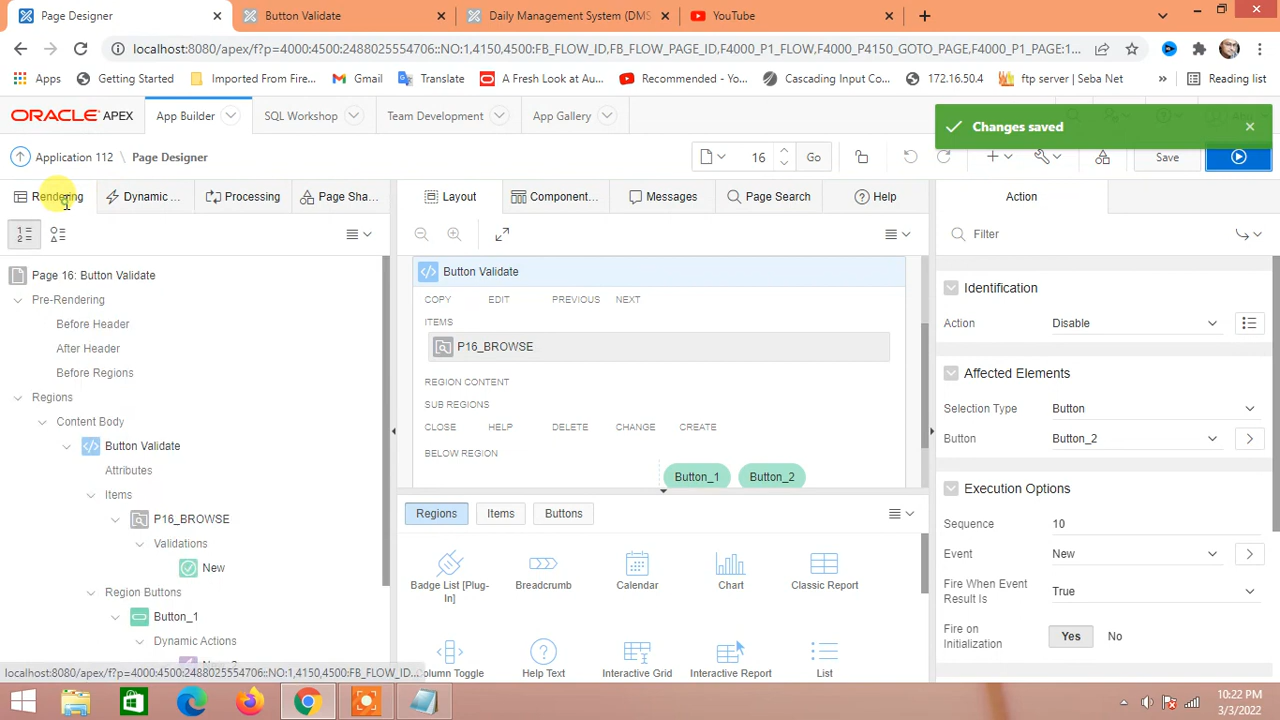 Page Designer
Button Validate
Daily Management System (DMS
YouTube
localhost:8080/apex/f?p=4000:4500:2488025554706::NO:1,4150,4500:FB_FLOW_ID,FB_FLOW_PAGE_ID,F4000_P1_FLOW,F4000_P4150_GOTO_PAGE,F4000_P1_PAGE:1...
Apps
Getting Started
Imported From Fire...
Gmail
Translate
A Fresh Look at Au...
Recommended - Yo...
Cascading Input Co...
172.16.50.4
ftp server | Seba Net
»
Reading list
ORACLE APEX
App Builder
SQL Workshop
Team Development
App Gallery
Changes saved
Application 112 \ Page Designer
16
Go
Save
Rendering
Dynamic ...
Processing
Page Sha...
Layout
Component...
Messages
Page Search
Help
Action
Filter
Page 16: Button Validate
Pre-Rendering
Before Header
After Header
Before Regions
Regions
Content Body
Button Validate
Attributes
Items
P16_BROWSE
Validations
New
Region Buttons
Button_1
Dynamic Actions
Button Validate
COPY EDIT PREVIOUS NEXT
ITEMS
P16_BROWSE
REGION CONTENT
SUB REGIONS
CLOSE HELP DELETE CHANGE CREATE
BELOW REGION
Button_1 Button_2
Regions Items Buttons
Badge List [Plug-In]
Breadcrumb
Calendar
Chart
Classic Report
Column Toggle
Help Text
Interactive Grid
Interactive Report
List
Identification
Action Disable
Affected Elements
Selection Type Button
Button Button_2
Execution Options
Sequence 10
Event New
Fire When Event
Result Is True
Fire on
Initialization Yes No
localhost:8080/apex/f?p=4000:4500:2488025554706::NO:1,4150,4500:FB_FLOW_ID,FB_FLOW_PAGE_ID,F...
10:22 PM
3/3/2022